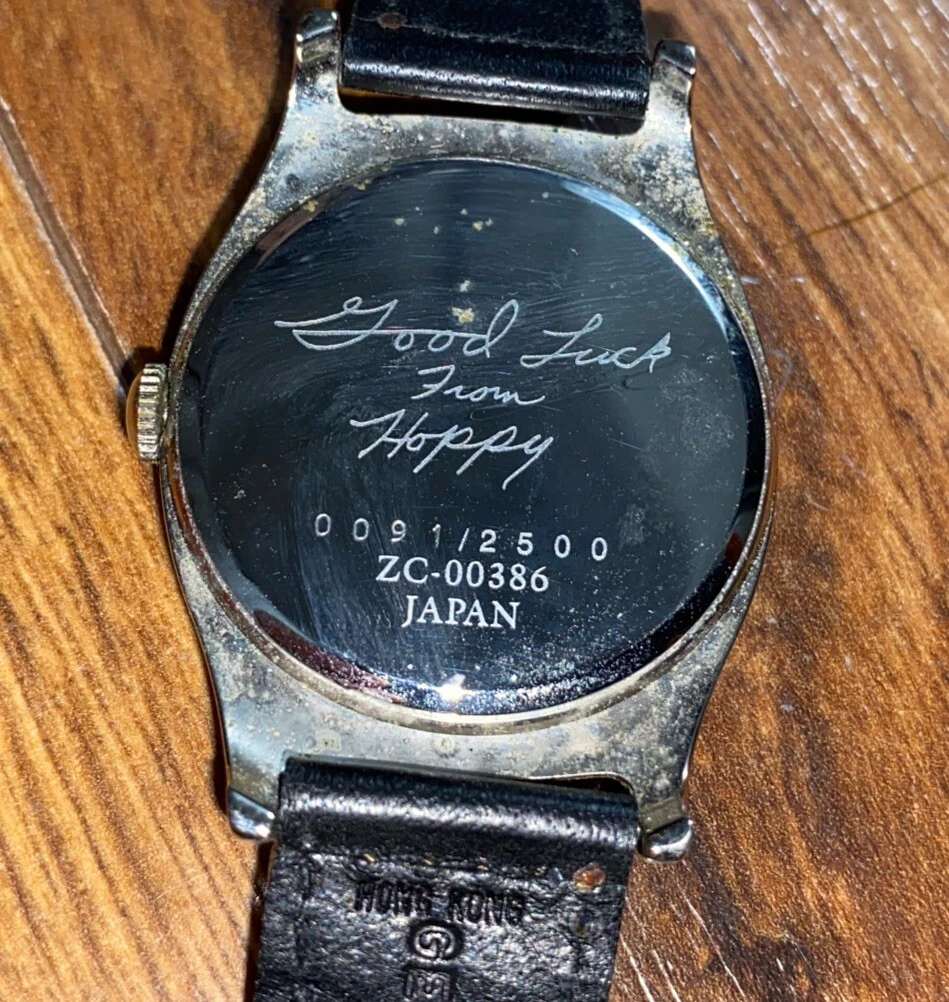 Good Luck
From
Hoppy
0091/2500
ZC-00386
JAPAN
HONG KONG